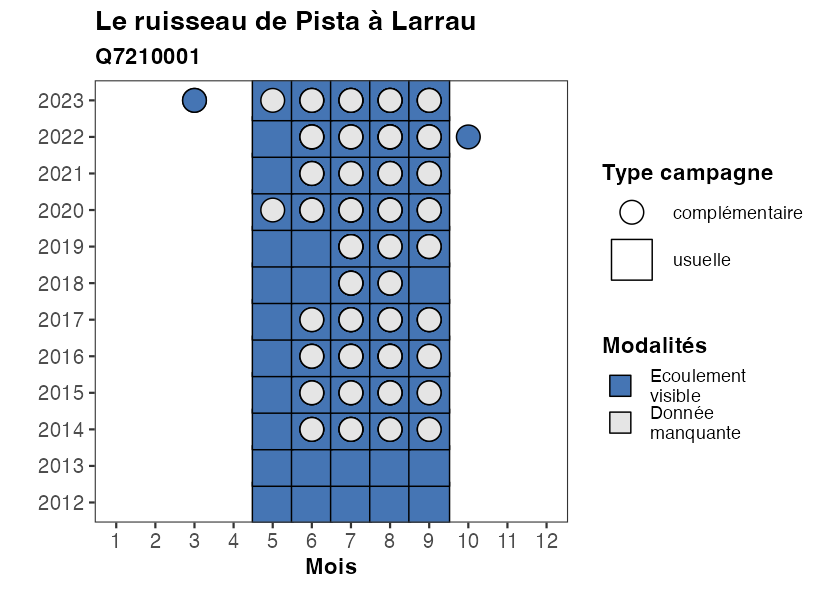 Le ruisseau de Pista à Larrau
Q7210001
2023
2022
2021
2020
2019
2018
2017
2016
2015
2014
2013
2012
1 2 3 4 5 6 7 8 9 10 11 12
Mois
Type campagne
complémentaire
usuelle
Modalités
Ecoulement
visible
Donnée
manquante